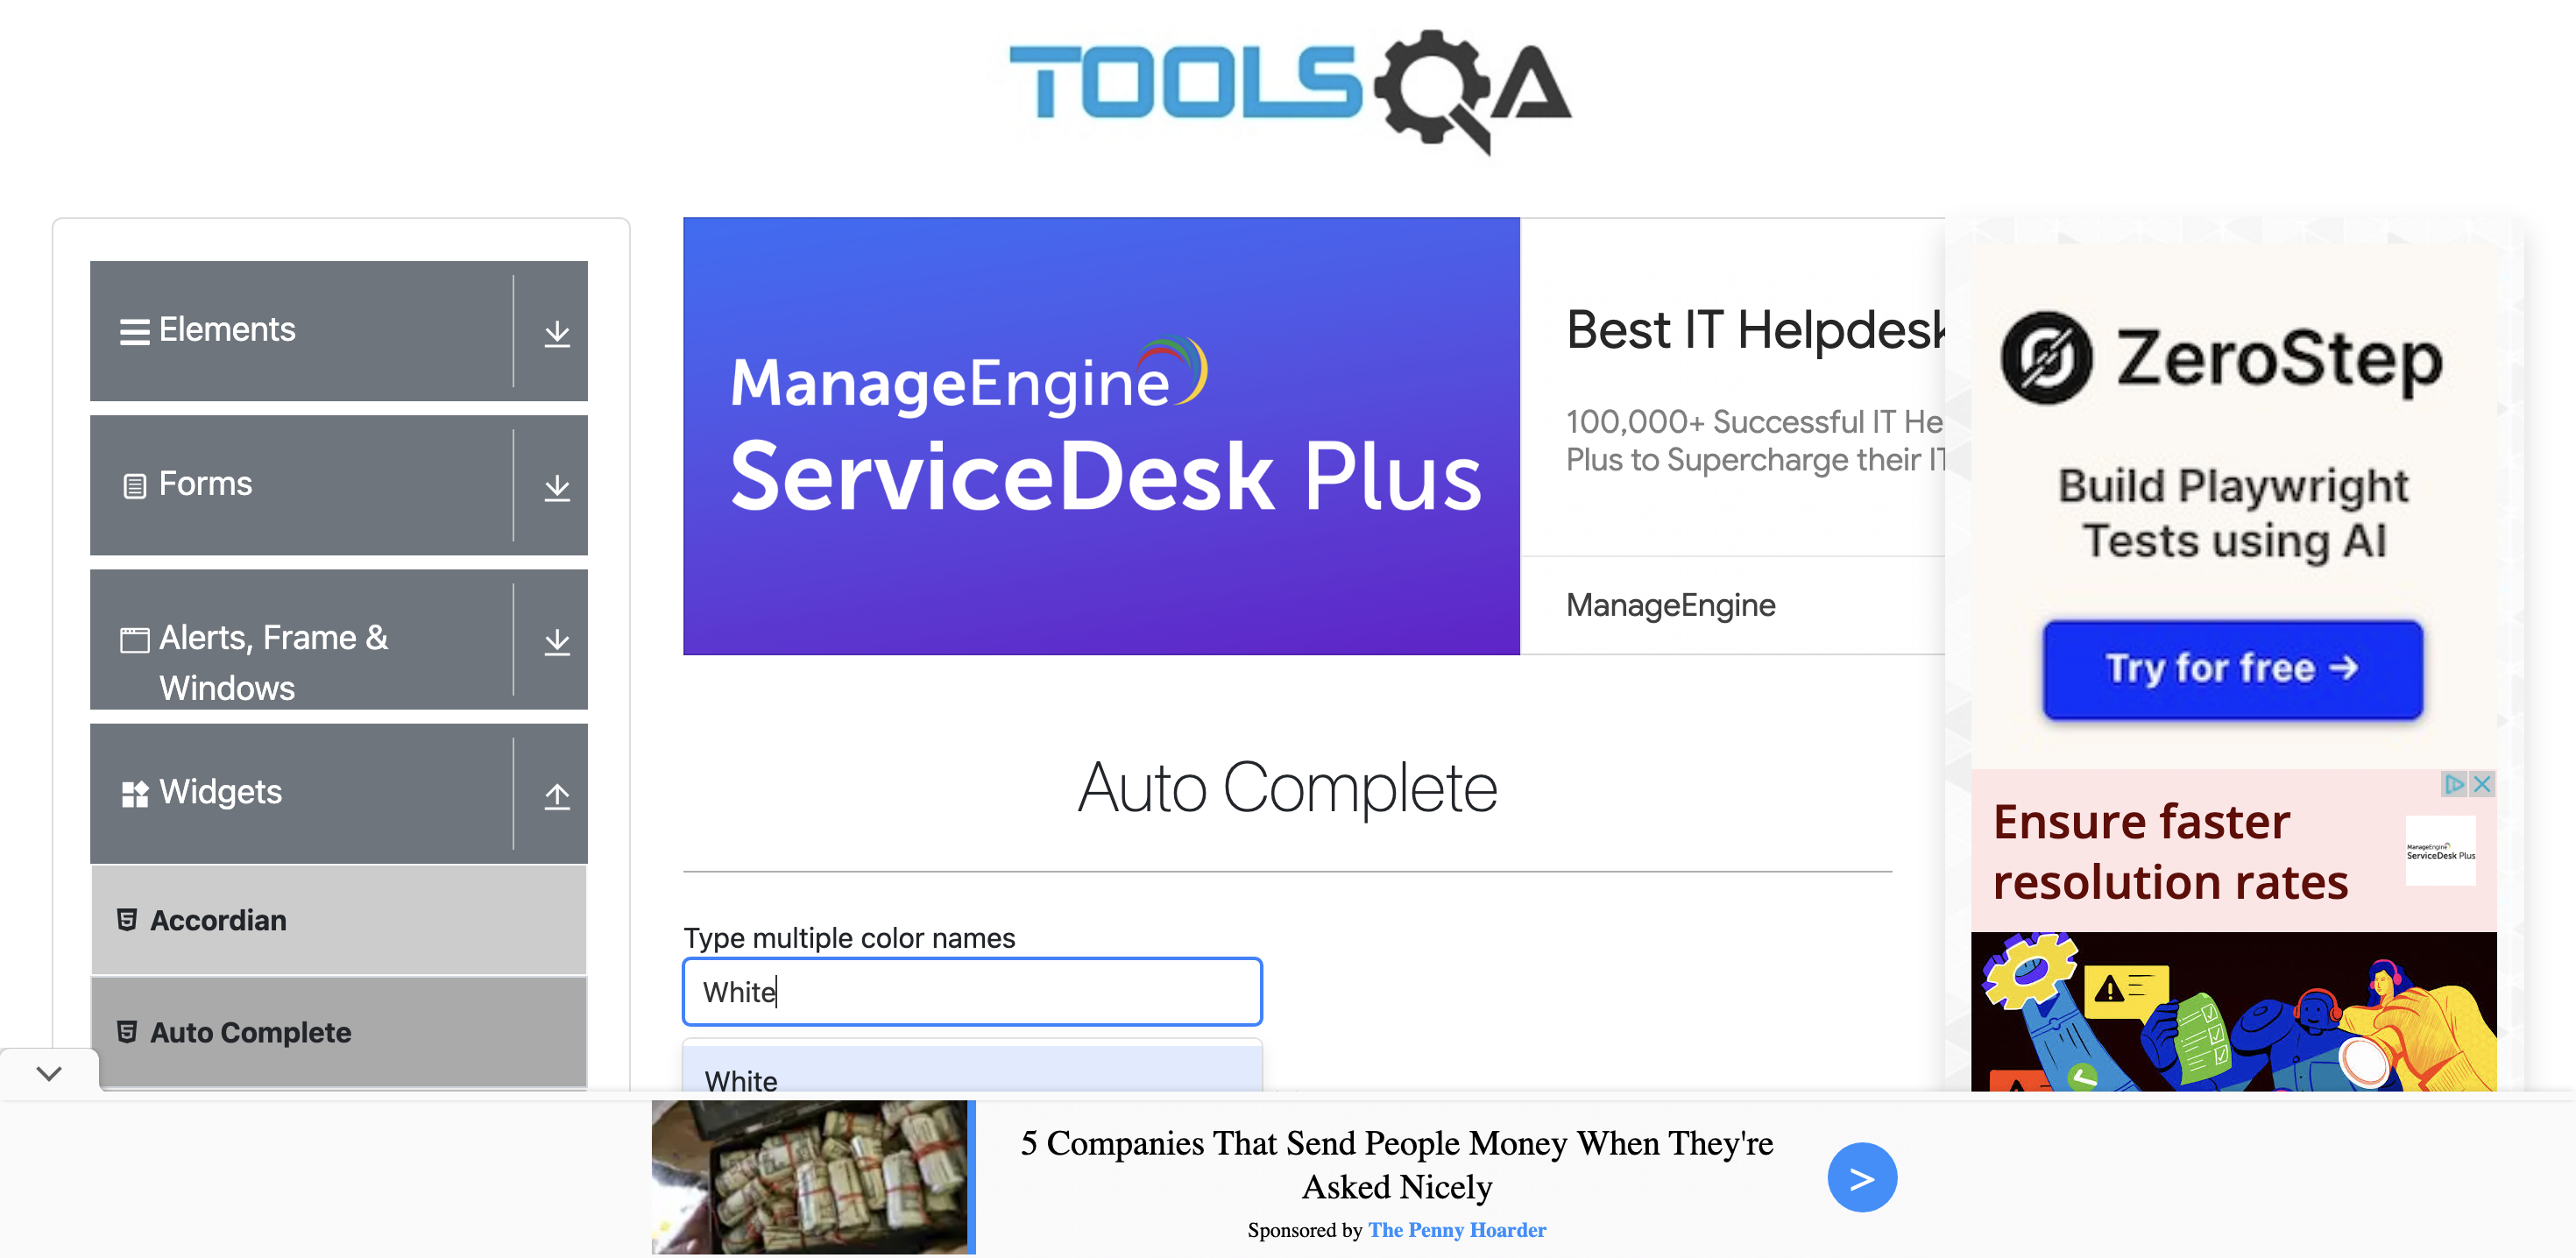 TOOLSQA
Elements
Forms
Alerts, Frame &
Windows
Widgets
Accordian
Auto Complete
ManageEngine
ServiceDesk Plus
Best IT Helpdesk
100,000+ Successful IT He
Plus to Supercharge their IT
ManageEngine
Auto Complete
Type multiple color names
White
White
ZeroStep
Build Playwright
Tests using AI
Try for free →
Ensure faster
resolution rates
ManageEngine
ServiceDesk Plus
5 Companies That Send People Money When They're
Asked Nicely
Sponsored by The Penny Hoarder
>